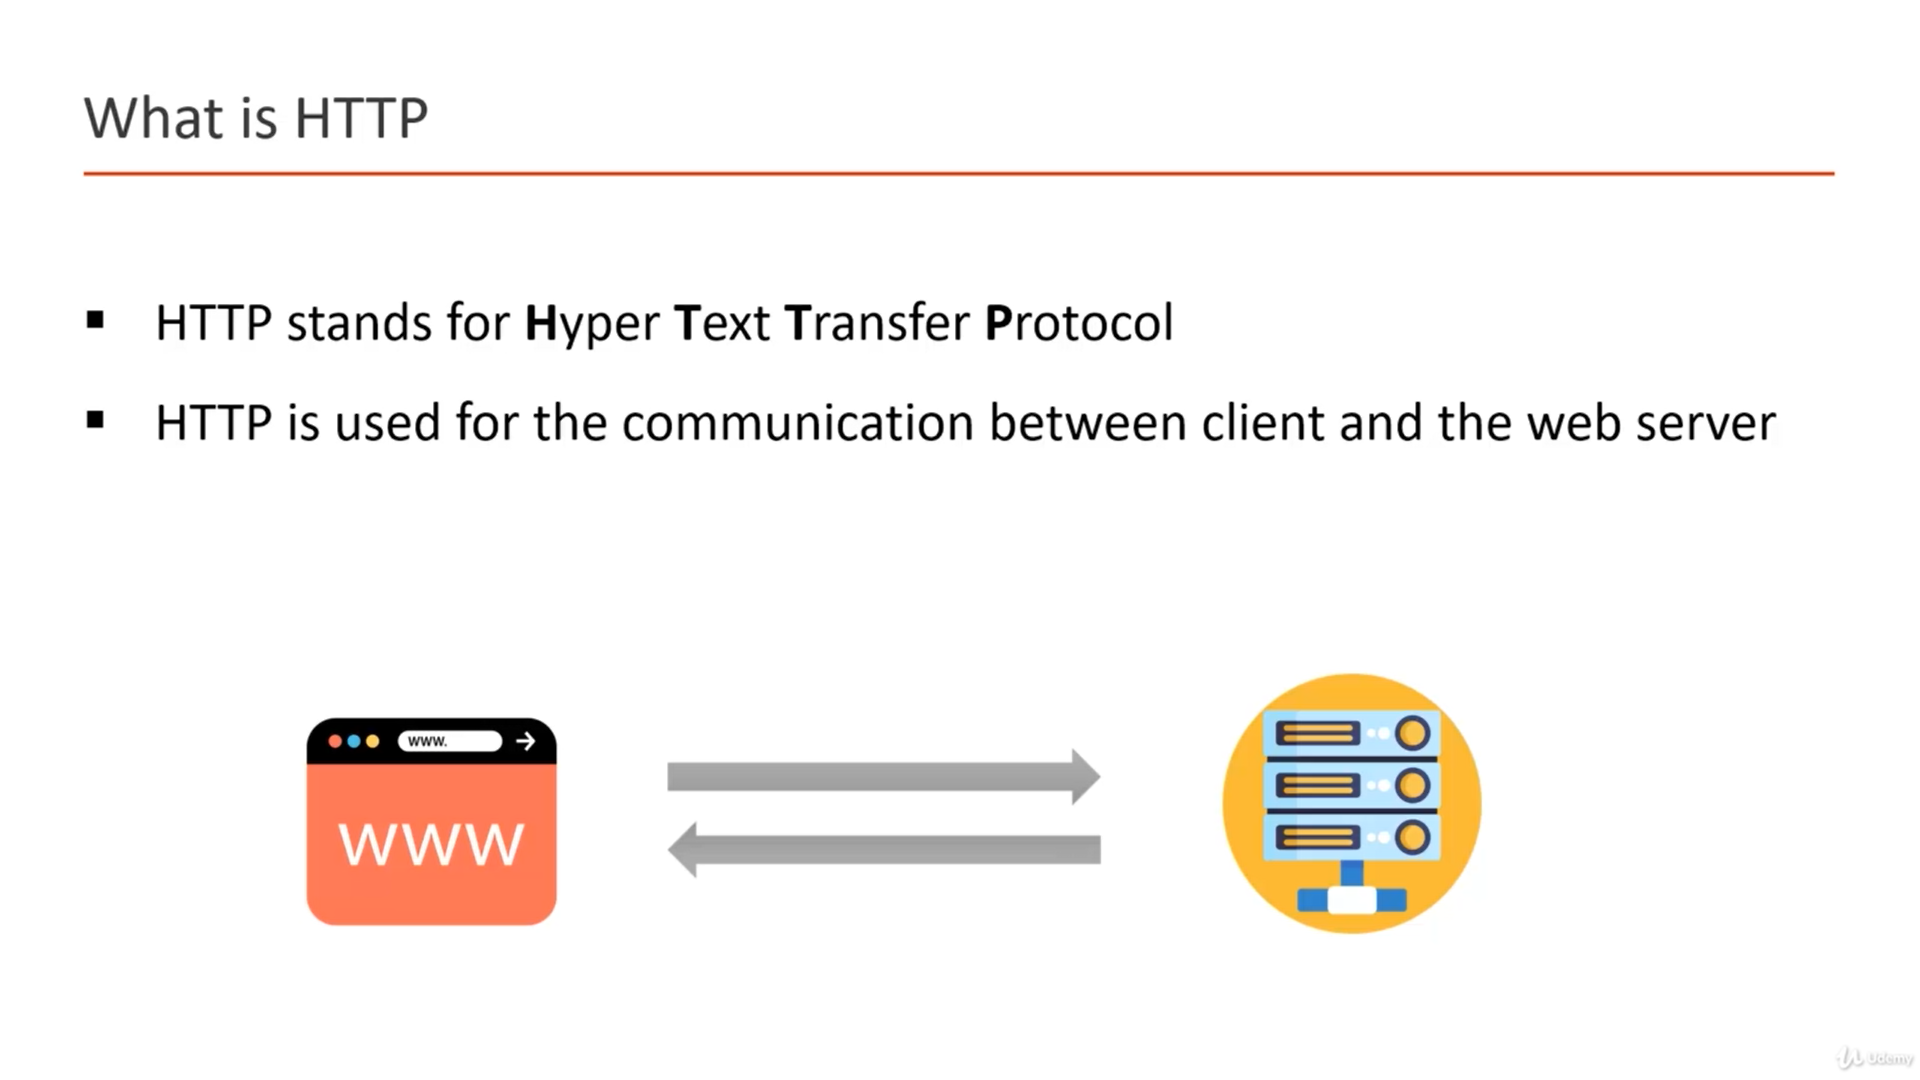 What is HTTP
▪ HTTP stands for Hyper Text Transfer Protocol
▪ HTTP is used for the communication between client and the web server
www.
WWW
Udemy